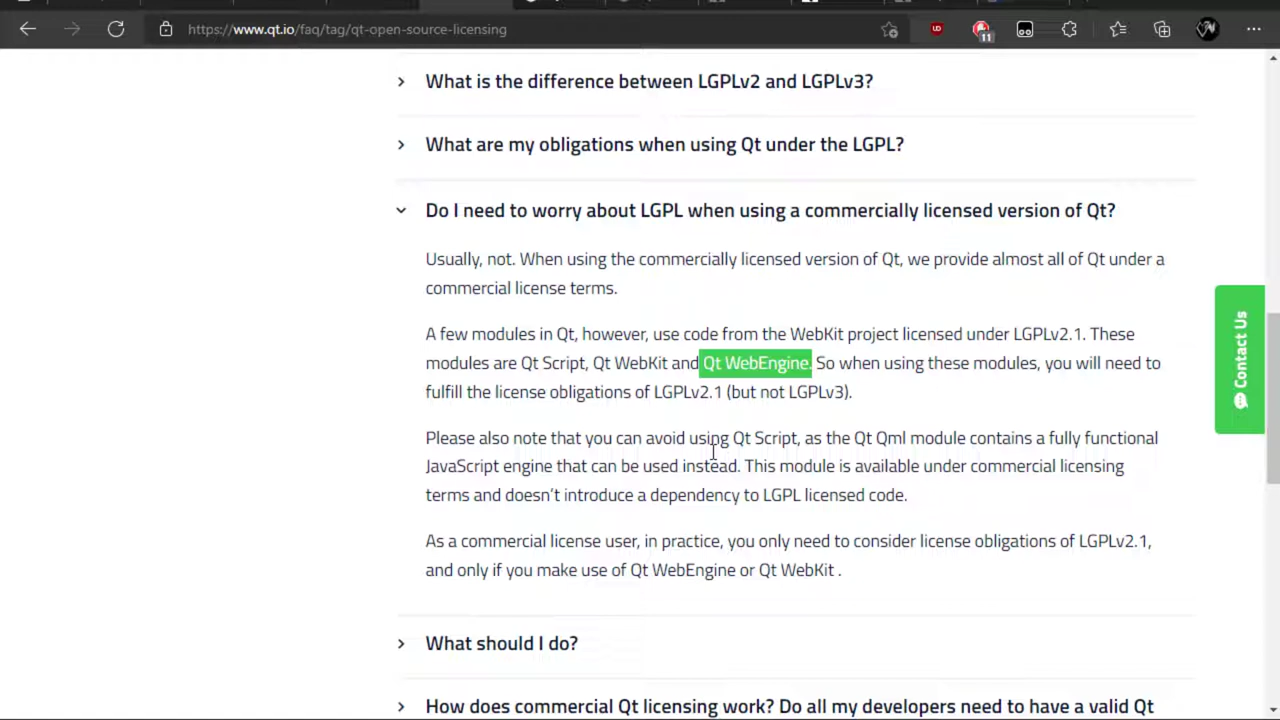 https://www.qt.io/faq/tag/qt-open-source-licensing
11
What is the difference between LGPLv2 and LGPLv3?
What are my obligations when using Qt under the LGPL?
Do I need to worry about LGPL when using a commercially licensed version of Qt?
Usually, not. When using the commercially licensed version of Qt, we provide almost all of Qt under a
commercial license terms.
A few modules in Qt, however, use code from the WebKit project licensed under LGPLv2.1. These
modules are Qt Script, Qt WebKit and Qt WebEngine. So when using these modules, you will need to
fulfill the license obligations of LGPLv2.1 (but not LGPLv3).
Please also note that you can avoid using Qt Script, as the Qt Qml module contains a fully functional
JavaScript engine that can be used instead. This module is available under commercial licensing
terms and doesn't introduce a dependency to LGPL licensed code.
As a commercial license user, in practice, you only need to consider license obligations of LGPLv2.1,
and only if you make use of Qt WebEngine or Qt WebKit .
What should I do?
How does commercial Qt licensing work? Do all my developers need to have a valid Qt
Contact Us